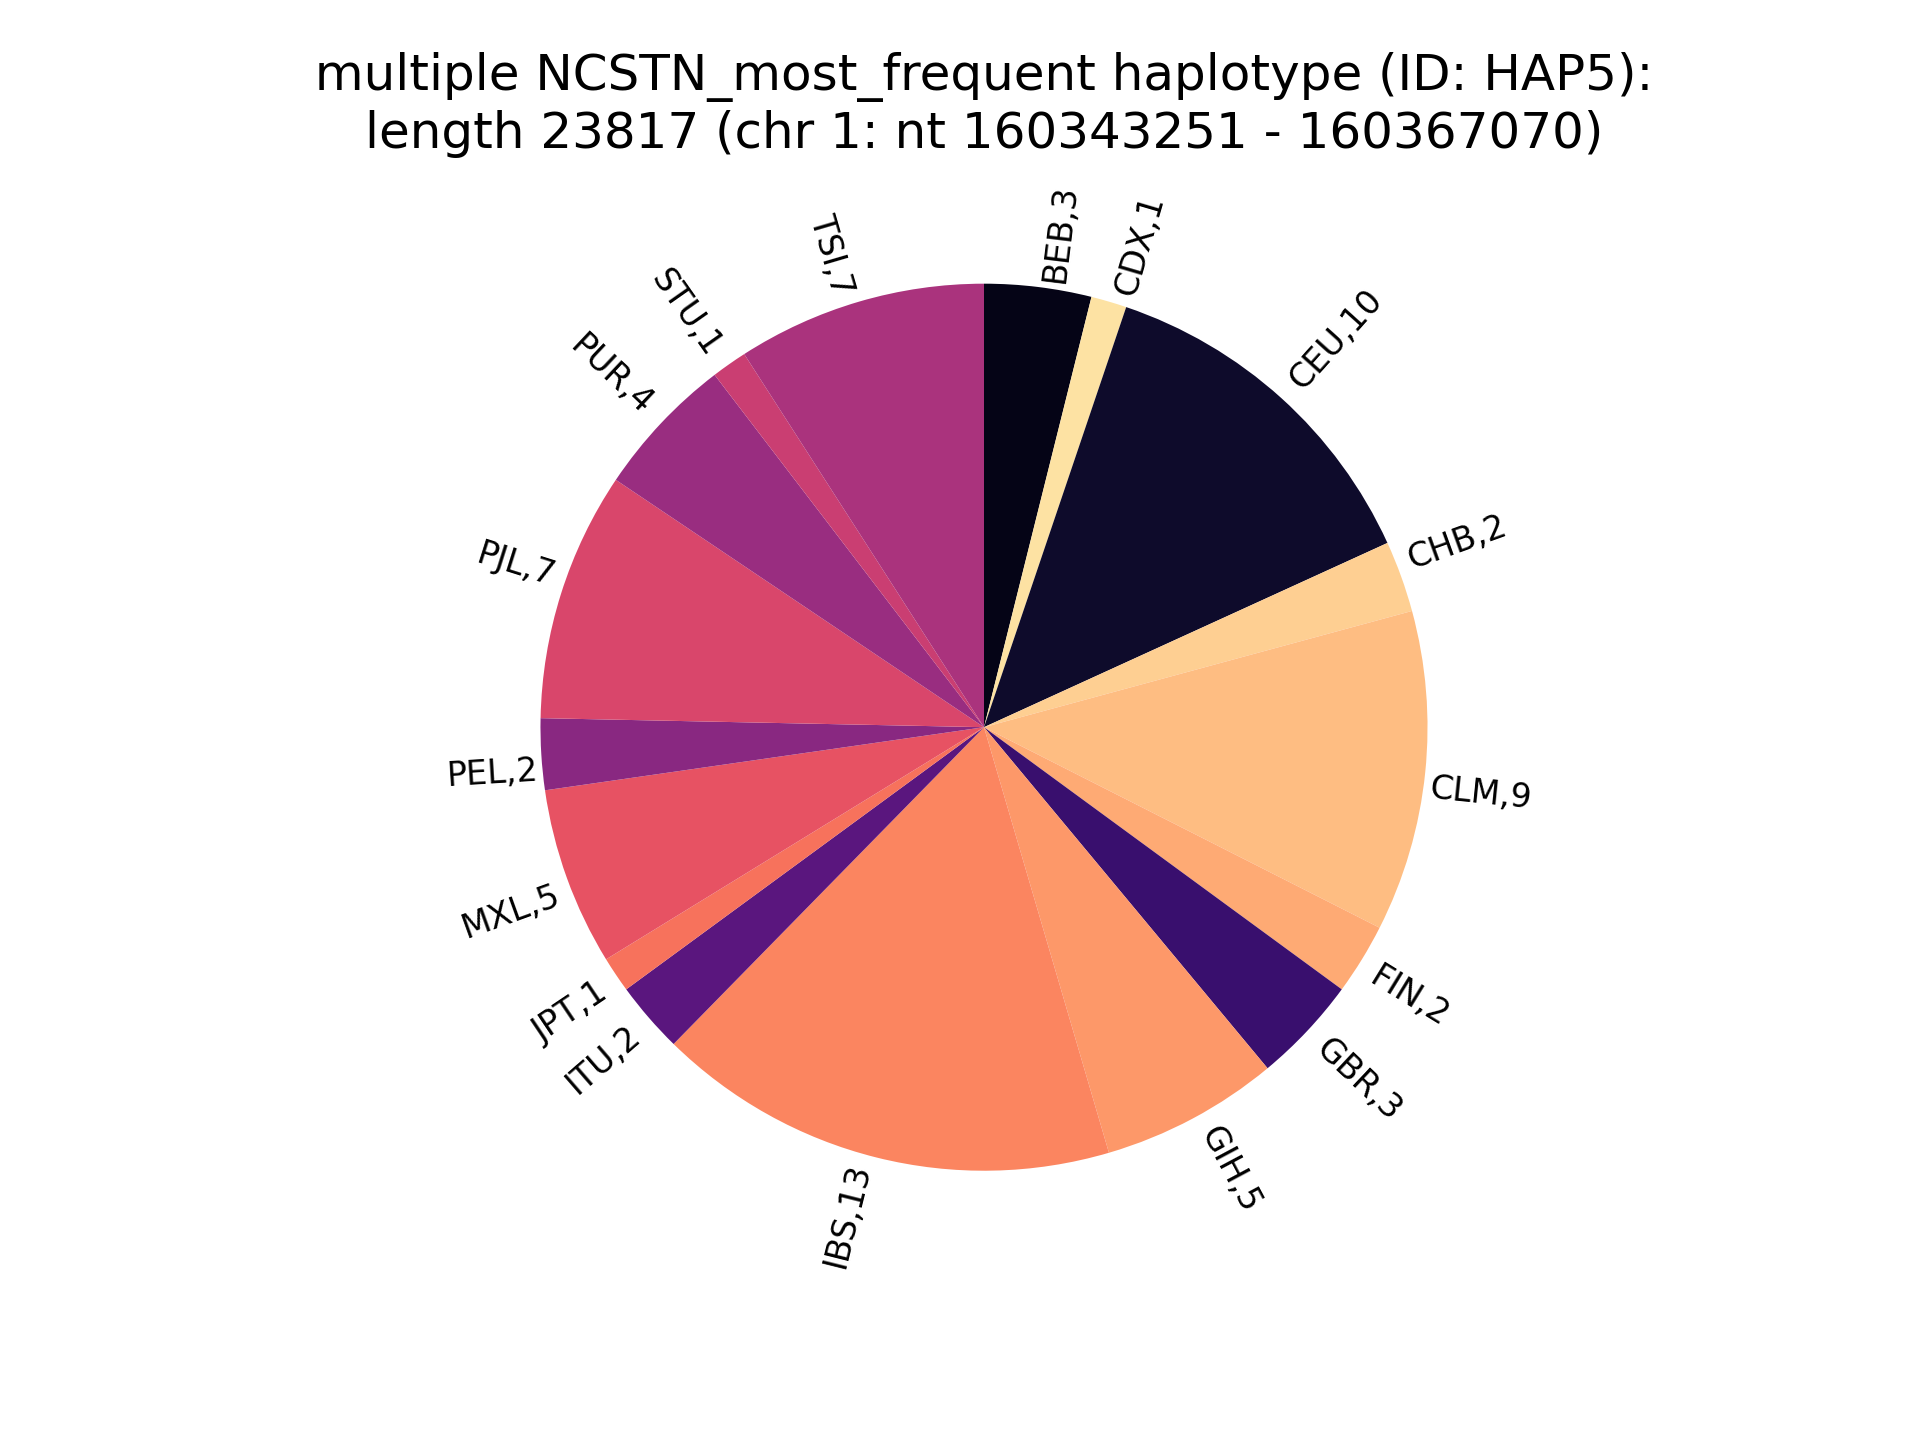 multiple NCSTN_most_frequent haplotype (ID: HAP5):
length 23817 (chr 1: nt 160343251 - 160367070)
BEB,3
CDX,1
CEU,10
CHB,2
CLM,9
FIN,2
GBR,3
GIH,5
IBS,13
ITU,2
JPT,1
MXL,5
PEL,2
PJL,7
PUR,4
STU,1
TSI,7